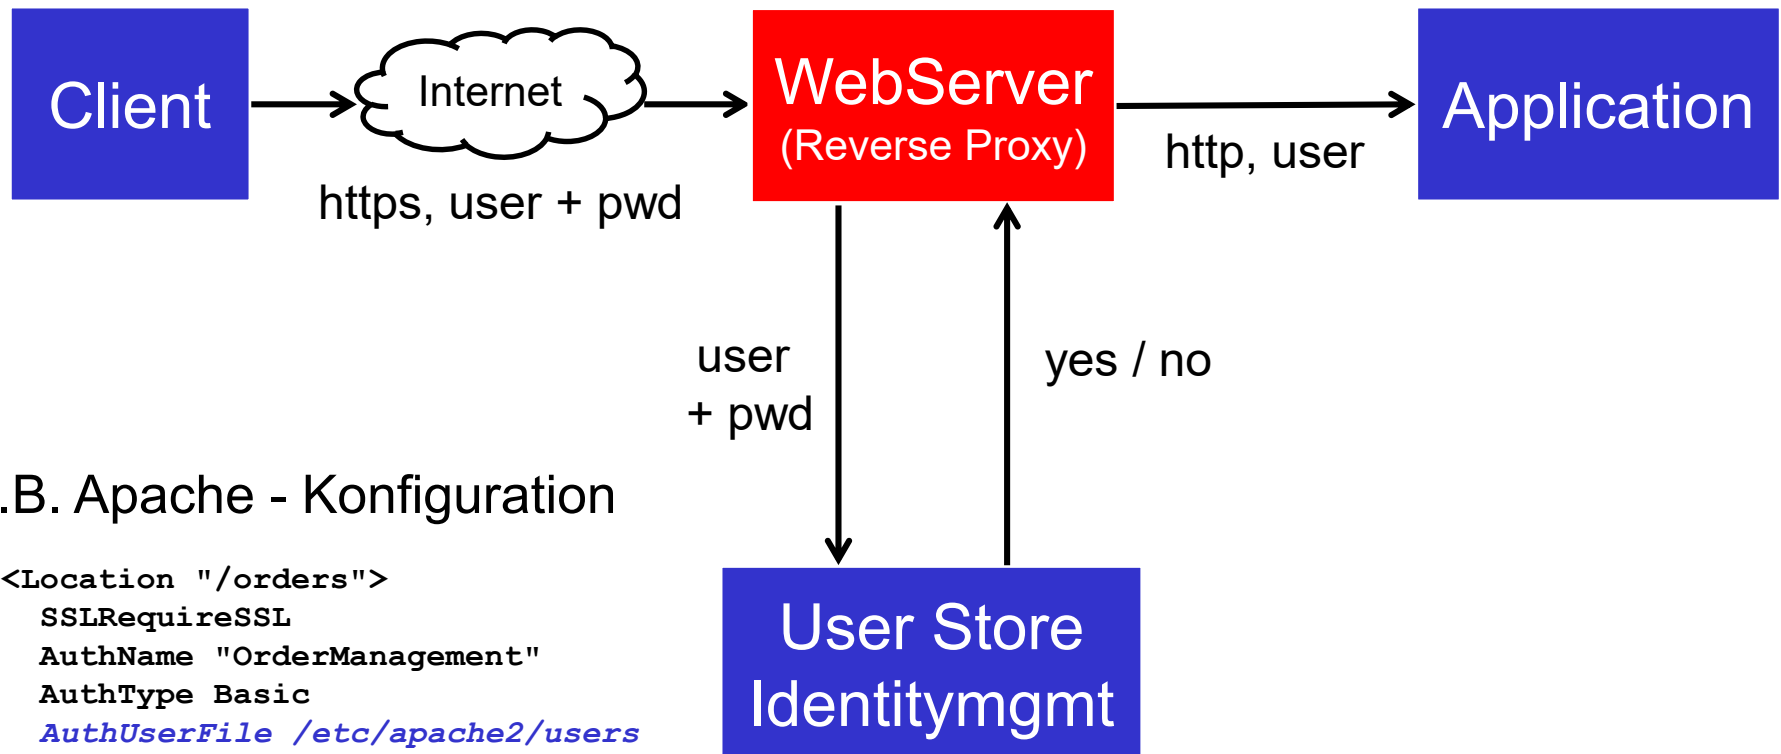 Client
Internet
WebServer
(Reverse Proxy)
Application
https, user + pwd
http, user
user
+ pwd
yes / no
.B. Apache - Konfiguration
<Location "/orders">
SSLRequireSSL
AuthName "OrderManagement"
AuthType Basic
AuthUserFile /etc/apache2/users
User Store
Identitymgmt